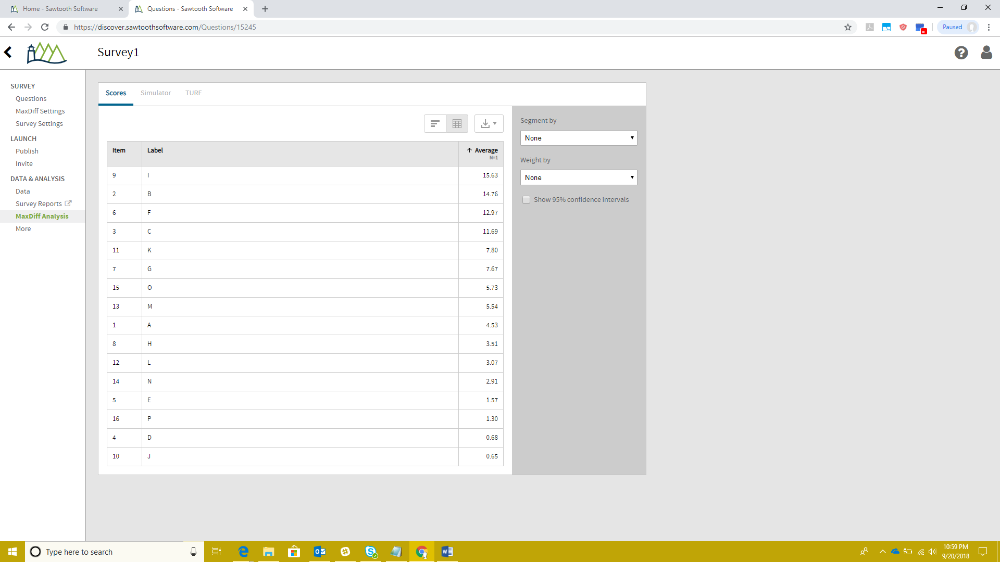 Home - Sawtooth Software
Questions - Sawtooth Software
https://discover.sawtoothsoftware.com/Questions/15245
Paused
Survey1
SURVEY
Questions
MaxDiff Settings
Survey Settings
LAUNCH
Publish
Invite
DATA & ANALYSIS
Data
Survey Reports
MaxDiff Analysis
More
Scores Simulator TURF
Item Label ↑ Average
N=1
9 I 15.63
2 B 14.76
6 F 12.97
3 C 11.69
11 K 7.80
7 G 7.67
15 O 5.73
13 M 5.54
1 A 4.53
8 H 3.51
12 L 3.07
14 N 2.91
5 E 1.57
16 P 1.30
4 D 0.68
10 J 0.65
Segment by
None
Weight by
None
Show 95% confidence intervals
Type here to search
10:59 PM
9/20/2018